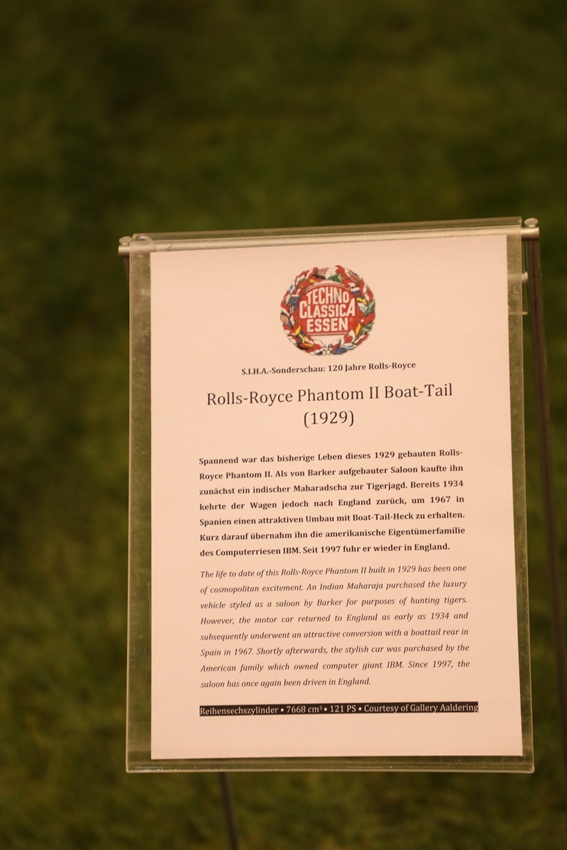 TECHNO
CLASSICA
ESSEN
S.I.H.A.-Sonderschau: 120 Jahre Rolls-Royce
Rolls-Royce Phantom II Boat-Tail
(1929)
Spannend war das bisherige Leben dieses 1929 gebauten Rolls-
Royce Phantom II. Als von Barker aufgebauter Saloon kaufte ihn
zunächst ein indischer Maharadscha zur Tigerjagd. Bereits 1934
kehrte der Wagen jedoch nach England zurück, um 1967 in
Spanien einen attraktiven Umbau mit Boat-Tail-Heck zu erhalten.
Kurz darauf übernahm ihn die amerikanische Eigentümerfamilie
des Computerriesen IBM. Seit 1997 fuhr er wieder in England.
The life to date of this Rolls-Royce Phantom II built in 1929 has been one
of cosmopolitan excitement. An Indian Maharaja purchased the luxury
vehicle styled as a saloon by Barker for purposes of hunting tigers.
However, the motor car returned to England as early as 1934 and
subsequently underwent an attractive conversion with a boattail rear in
Spain in 1967. Shortly afterwards, the stylish car was purchased by the
American family which owned computer giant IBM. Since 1997, the
saloon has once again been driven in England.
Reihensechszylinder • 7668 cm³ • 121 PS • Courtesy of Gallery Aaldering